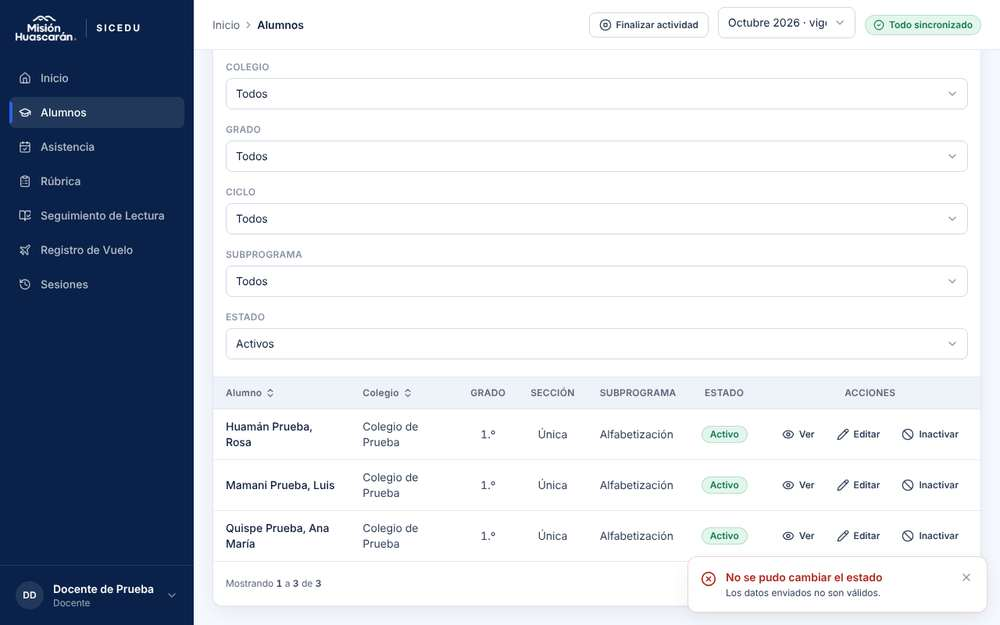 Misión
Huascarán.
SICEDU
Inicio
Alumnos
Asistencia
Rúbrica
Seguimiento de Lectura
Registro de Vuelo
Sesiones
DD
Docente de Prueba
Docente
Inicio > Alumnos
Finalizar actividad
Octubre 2026 · vig
Todo sincronizado
COLEGIO
Todos
GRADO
Todos
CICLO
Todos
SUBPROGRAMA
Todos
ESTADO
Activos
Alumno Colegio GRADO SECCIÓN SUBPROGRAMA ESTADO ACCIONES
Huamán Prueba, Rosa Colegio de Prueba 1.° Única Alfabetización Activo Ver Editar Inactivar
Mamani Prueba, Luis Colegio de Prueba 1.° Única Alfabetización Activo Ver Editar Inactivar
Quispe Prueba, Ana María Colegio de Prueba 1.° Única Alfabetización Activo Ver Editar Inactivar
Mostrando 1 a 3 de 3
No se pudo cambiar el estado
Los datos enviados no son válidos.